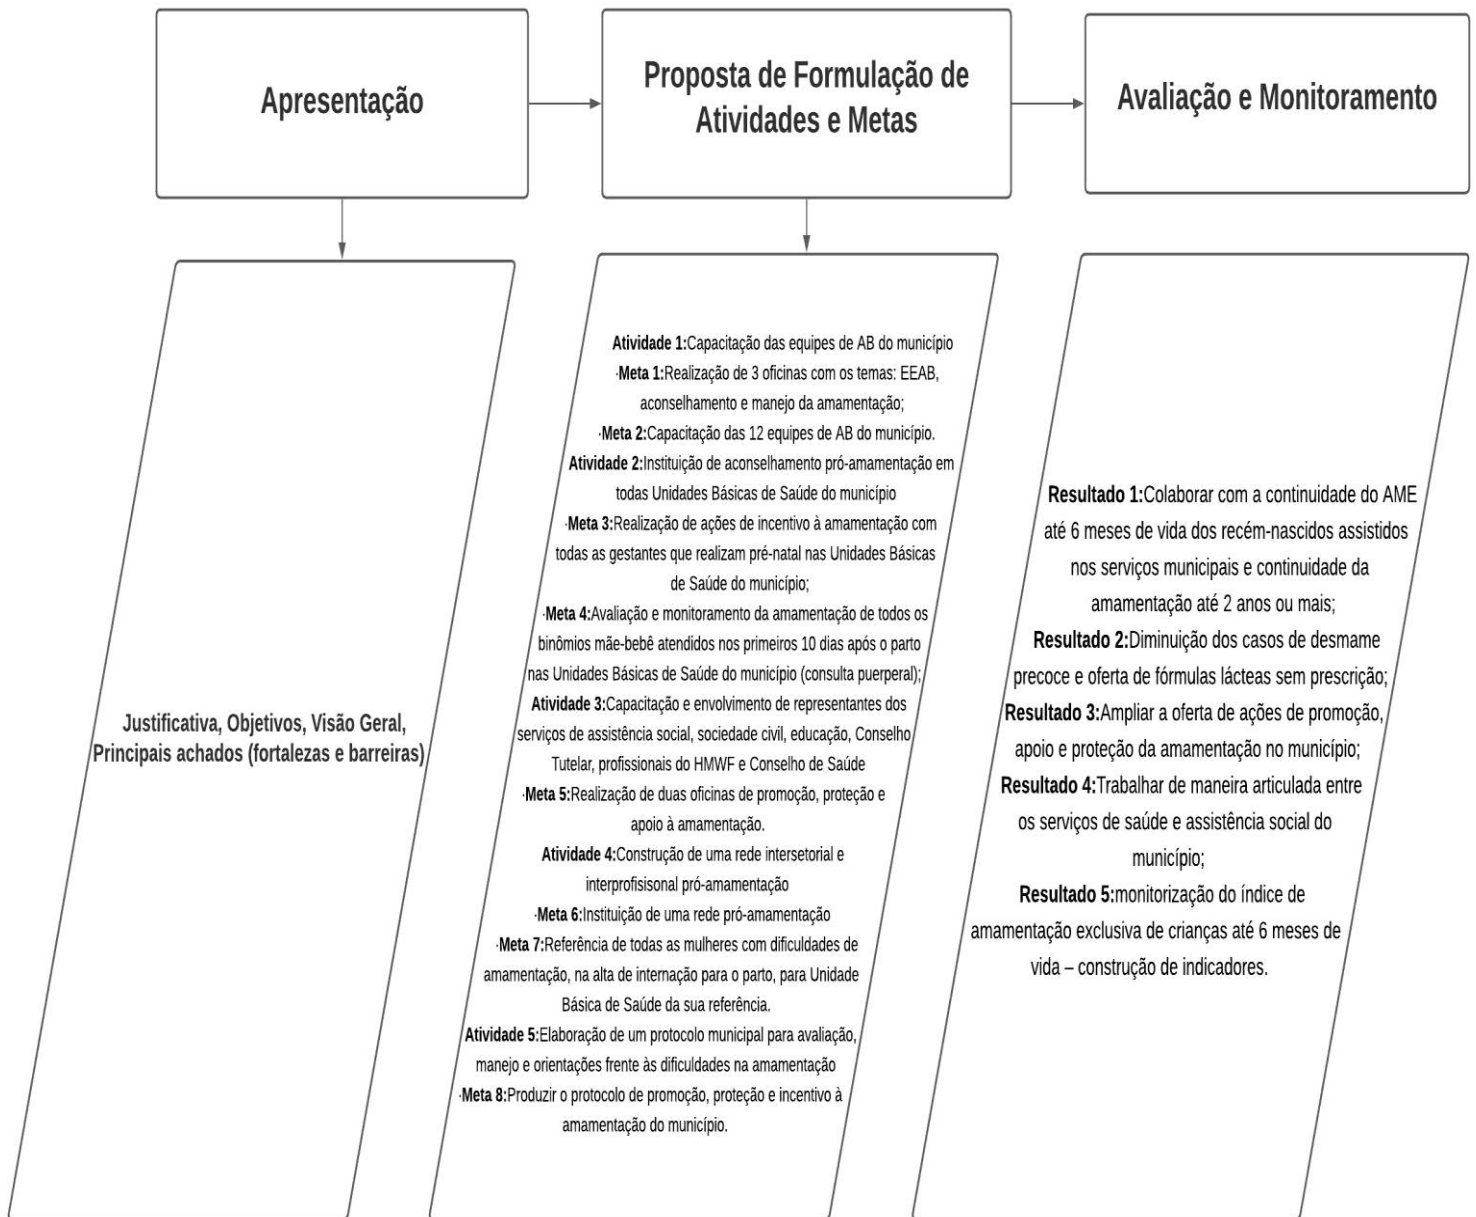 Apresentação
Proposta de Formulação de
Atividades e Metas
Avaliação e Monitoramento
Justificativa, Objetivos, Visão Geral,
Principais achados (fortalezas e barreiras)
Atividade 1:Capacitação das equipes de AB do município
·Meta 1:Realização de 3 oficinas com os temas: EEAB,
aconselhamento e manejo da amamentação;
·Meta 2:Capacitação das 12 equipes de AB do município.
Atividade 2:Instituição de aconselhamento pró-amamentação em
todas Unidades Básicas de Saúde do município
·Meta 3:Realização de ações de incentivo à amamentação com
todas as gestantes que realizam pré-natal nas Unidades Básicas
de Saúde do município;
·Meta 4:Avaliação e monitoramento da amamentação de todos os
binômios mãe-bebê atendidos nos primeiros 10 dias após o parto
nas Unidades Básicas de Saúde do município (consulta puerperal);
Atividade 3:Capacitação e envolvimento de representantes dos
serviços de assistência social, sociedade civil, educação, Conselho
Tutelar, profissionais do HMWF e Conselho de Saúde
·Meta 5:Realização de duas oficinas de promoção, proteção e
apoio à amamentação.
Atividade 4:Construção de uma rede intersetorial e
interprofisisonal pró-amamentação
·Meta 6:Instituição de uma rede pró-amamentação
·Meta 7:Referência de todas as mulheres com dificuldades de
amamentação, na alta de internação para o parto, para Unidade
Básica de Saúde da sua referência.
Atividade 5:Elaboração de um protocolo municipal para avaliação,
manejo e orientações frente às dificuldades na amamentação
·Meta 8:Produzir o protocolo de promoção, proteção e incentivo à
amamentação do município.
Resultado 1:Colaborar com a continuidade do AME
até 6 meses de vida dos recém-nascidos assistidos
nos serviços municipais e continuidade da
amamentação até 2 anos ou mais;
Resultado 2:Diminuição dos casos de desmame
precoce e oferta de fórmulas lácteas sem prescrição;
Resultado 3:Ampliar a oferta de ações de promoção,
apoio e proteção da amamentação no município;
Resultado 4:Trabalhar de maneira articulada entre
os serviços de saúde e assistência social do
município;
Resultado 5:monitorização do índice de
amamentação exclusiva de crianças até 6 meses de
vida – construção de indicadores.